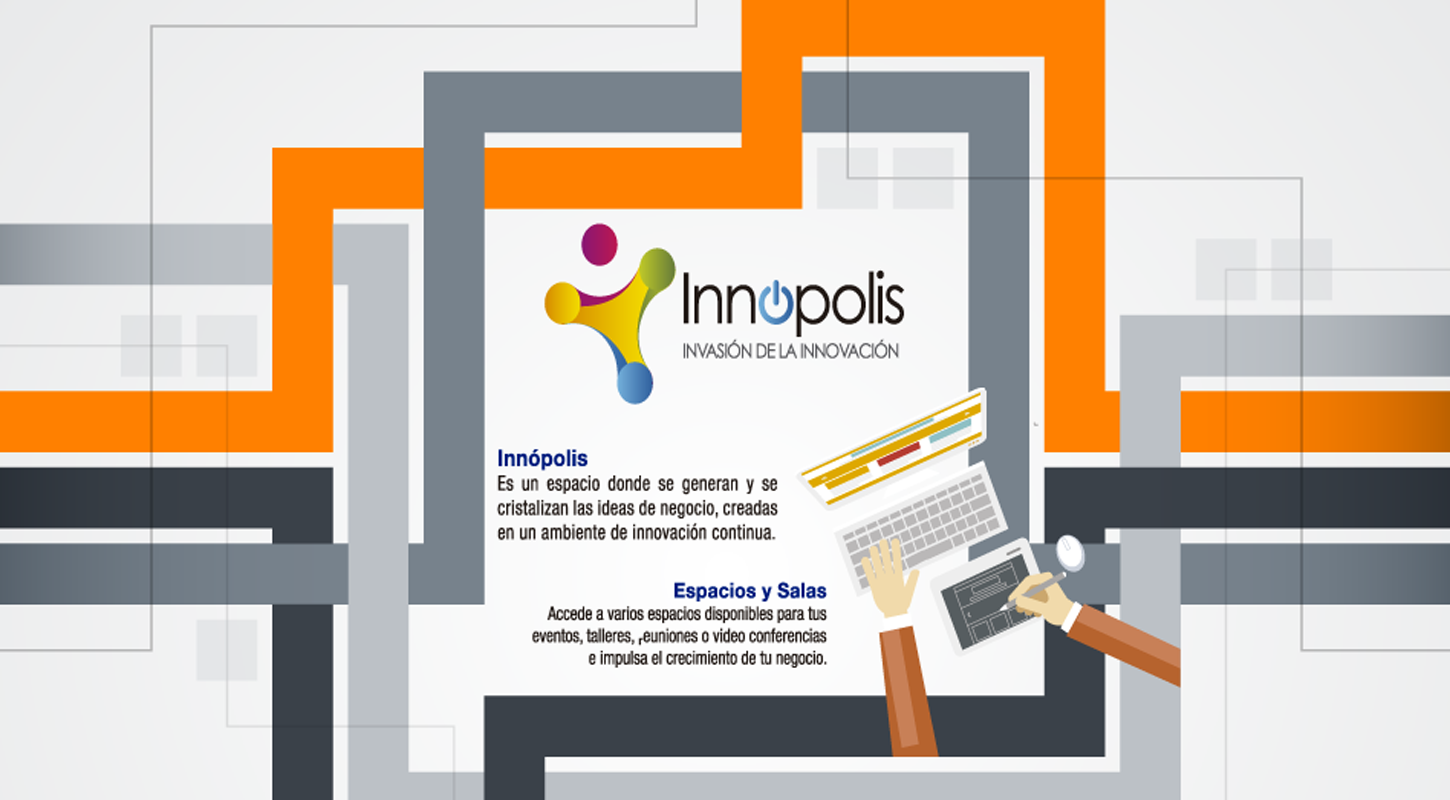 Innopolis
INVASIÓN DE LA INNOVACIÓN
Innópolis
Es un espacio donde se generan y se
cristalizan las ideas de negocio, creadas
en un ambiente de innovación continua.
Espacios y Salas
Accede a varios espacios disponibles para tus
eventos, talleres, reuniones o video conferencias
e impulsa el crecimiento de tu negocio.